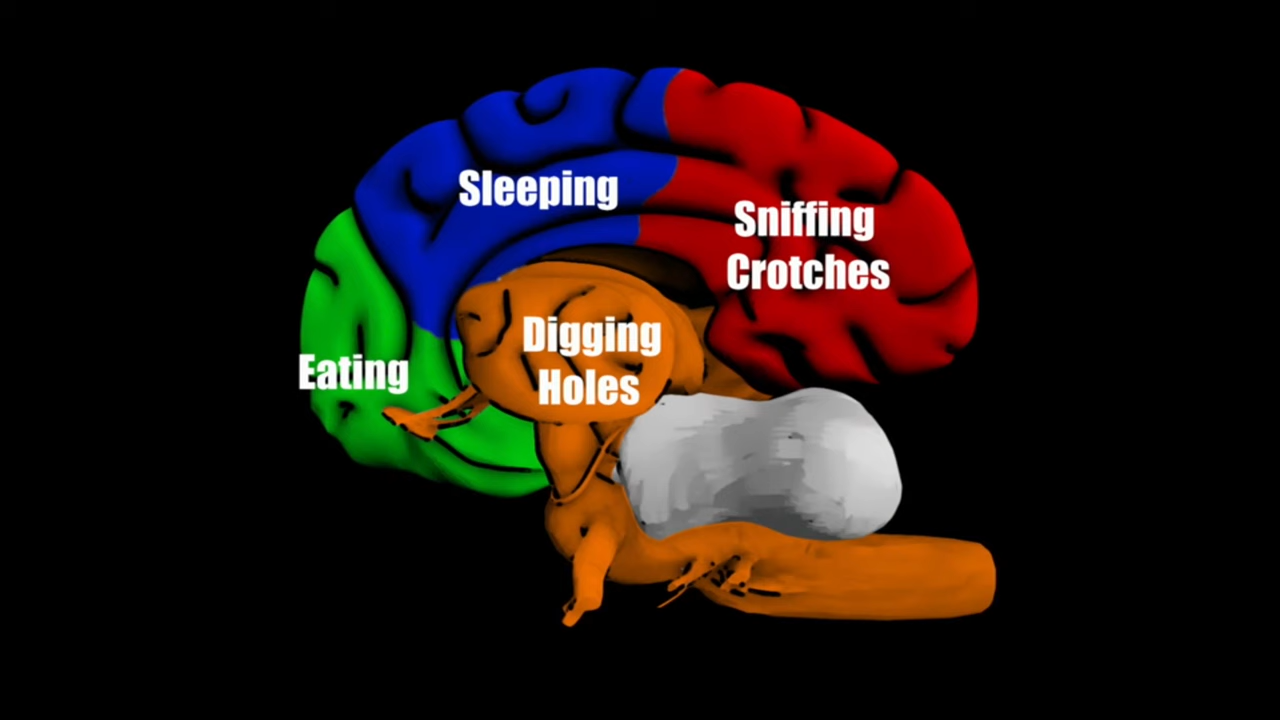 Sleeping
Sniffing
Crotches
Digging
Holes
Eating